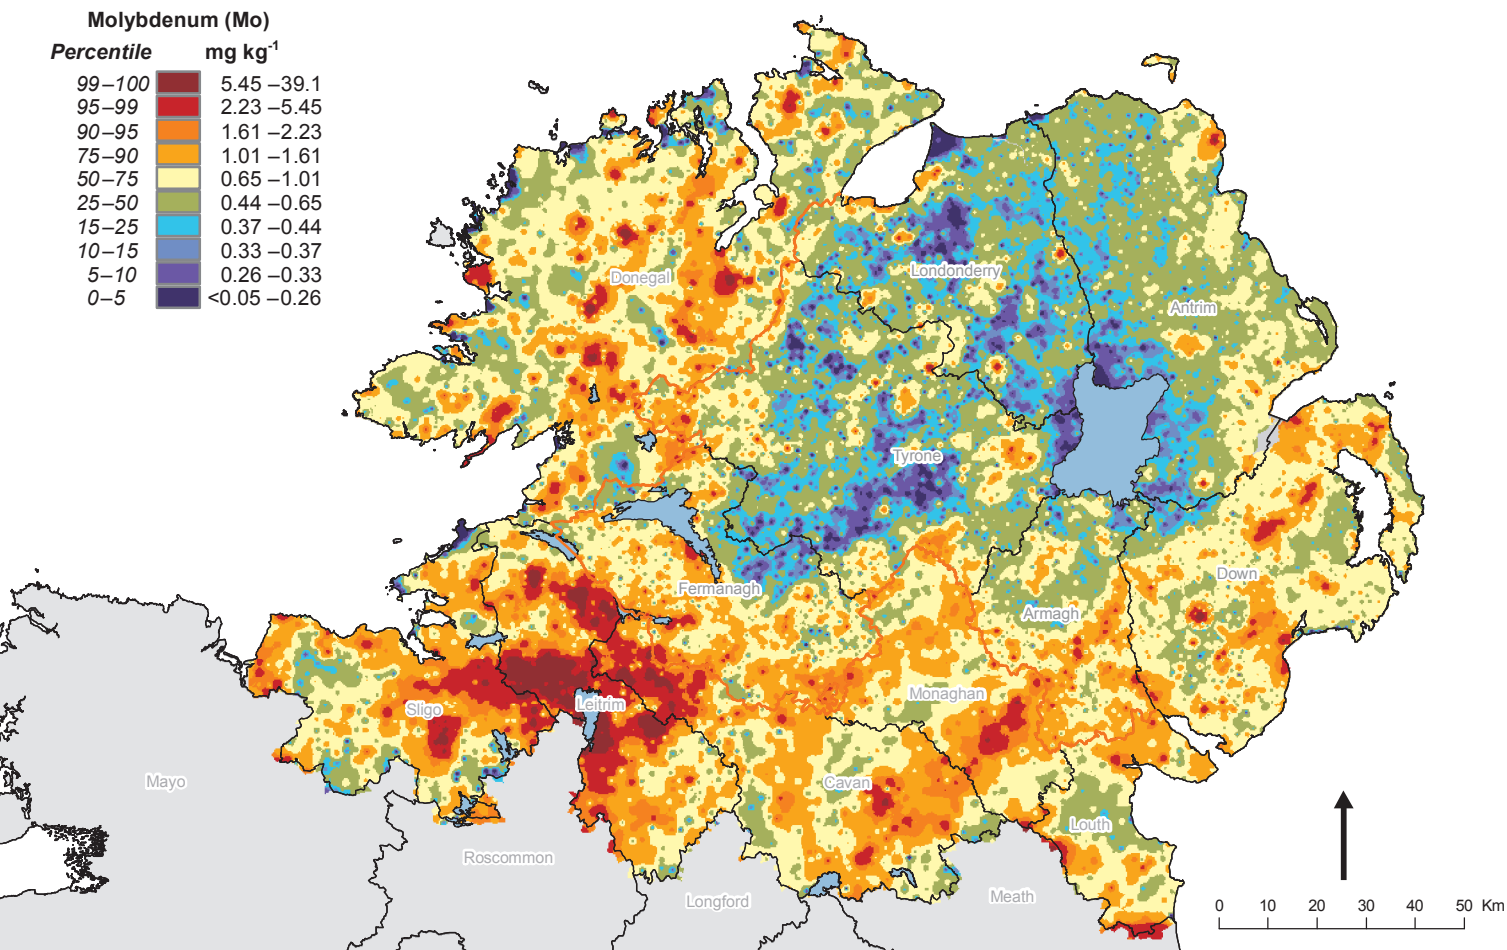 Molybdenum (Mo)
Percentile mg kg-1
99–100 5.45 –39.1
95–99 2.23 –5.45
90–95 1.61 –2.23
75–90 1.01 –1.61
50–75 0.65 –1.01
25–50 0.44 –0.65
15–25 0.37 –0.44
10–15 0.33 –0.37
5–10 0.26 –0.33
0–5 <0.05 –0.26
Donegal
Londonderry
Antrim
Tyrone
Fermanagh
Down
Armagh
Monaghan
Leitrim
Sligo
Mayo
Cavan
Louth
Roscommon
Longford
Meath
0 10 20 30 40 50 Km